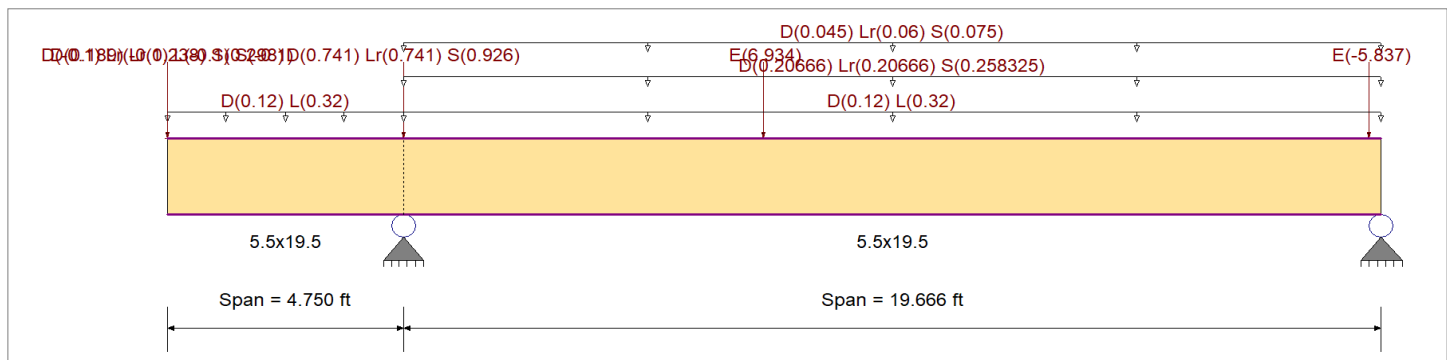 D(0.045) Lr(0.06) S(0.075)
D(0.741) Lr(0.741) S(0.926)
E(6.934)
E(-5.837)
D(0.20666) Lr(0.20666) S(0.258325)
D(0.12) L(0.32)
D(0.12) L(0.32)
5.5x19.5
5.5x19.5
Span = 4.750 ft
Span = 19.666 ft